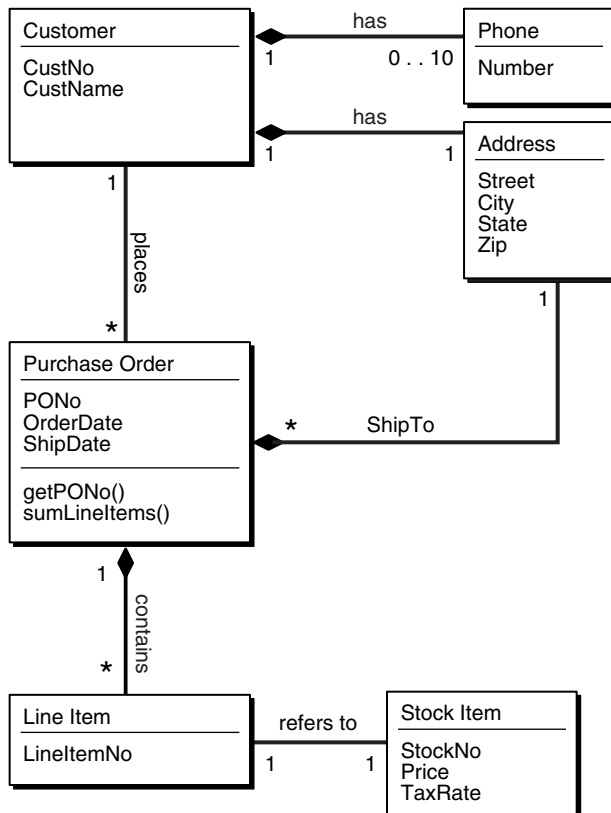 Customer
CustNo
CustName
has
1
0 . . 10
Phone
Number
has
1
1
Address
Street
City
State
Zip
1
places
*
1
Purchase Order
PONo
OrderDate
ShipDate
getPONo()
sumLineItems()
*
ShipTo
1
contains
*
Line Item
LineItemNo
refers to
1
1
Stock Item
StockNo
Price
TaxRate